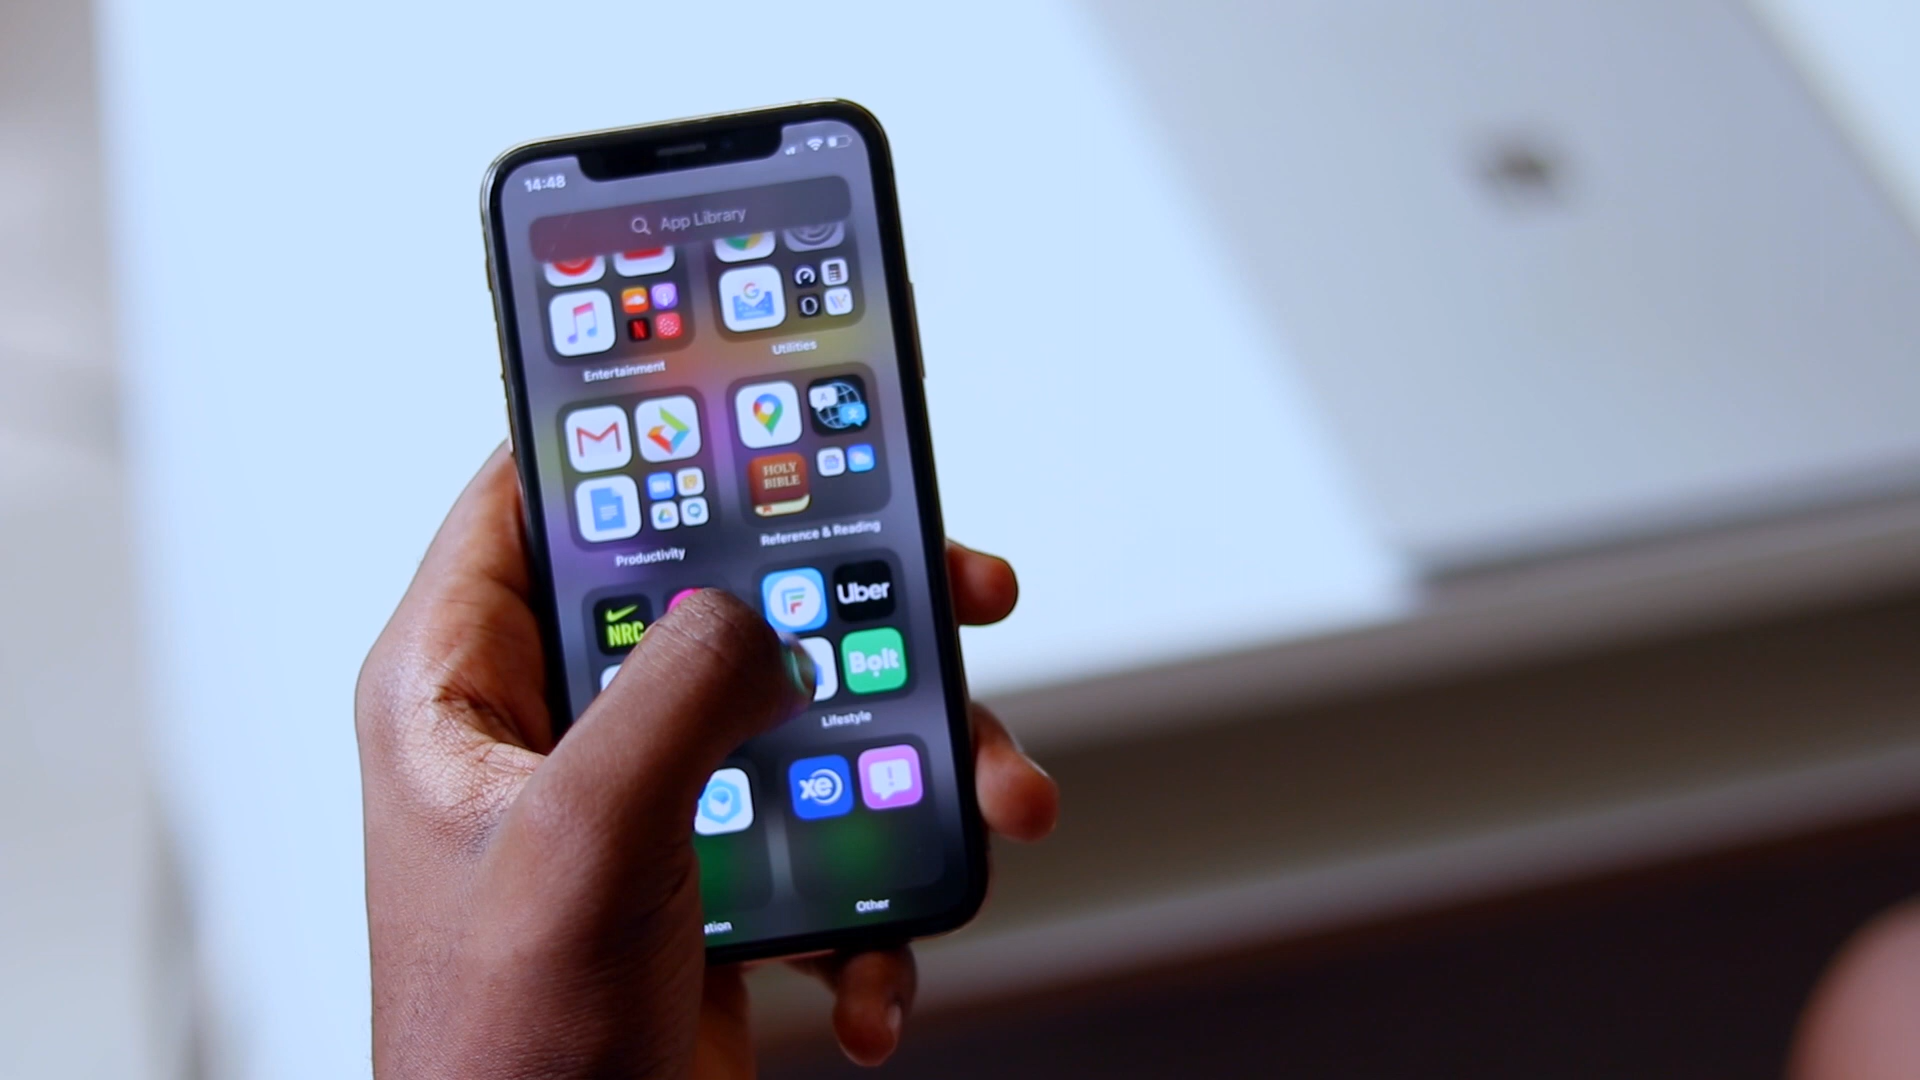 14:48
App Library
Entertainment
Utilities
HOLY
BIBLE
Productivity
Reference & Reading
NRC
Uber
Bolt
Lifestyle
xe
ation
Other